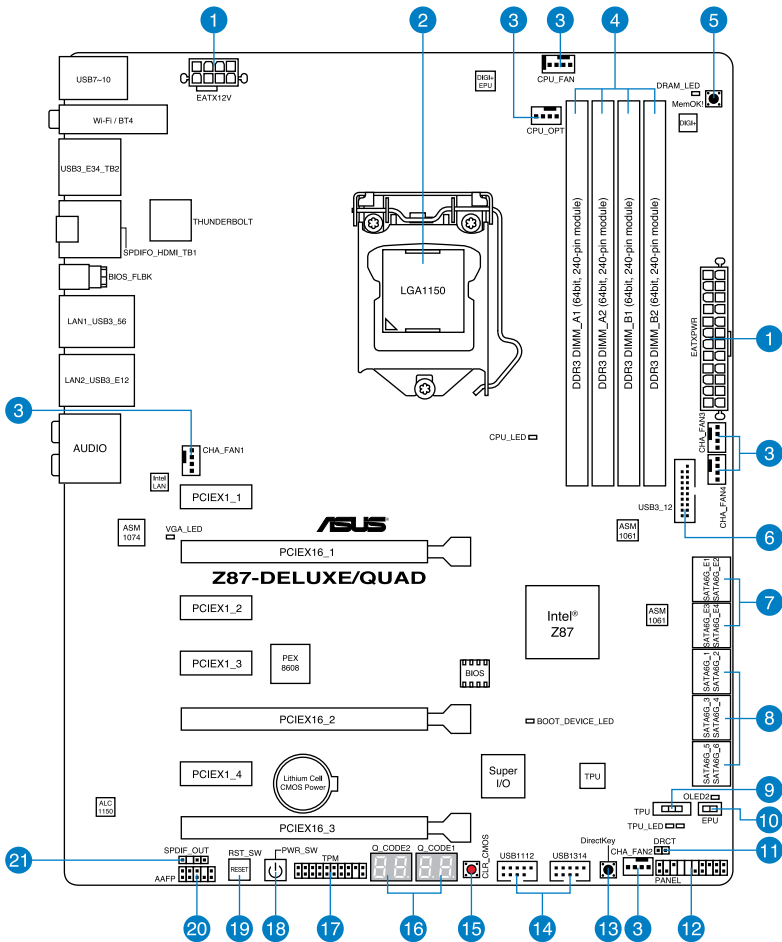 1
2
3
3
4
5
USB7~10
EATX12V
DIGI+
EPU
CPU_FAN
DRAM_LED
MemOK!
CPU_OPT
DIGI+
Wi-Fi / BT4
USB3_E34_TB2
THUNDERBOLT
SPDIFO_HDMI_TB1
BIOS_FLBK
LGA1150
DDR3 DIMM_A1 (64bit, 240-pin module)
DDR3 DIMM_A2 (64bit, 240-pin module)
DDR3 DIMM_B1 (64bit, 240-pin module)
DDR3 DIMM_B2 (64bit, 240-pin module)
LAN1_USB3_56
EATXPWR
1
LAN2_USB3_E12
3
AUDIO
CHA_FAN1
CPU_LED
CHA_FAN3
3
CHA_FAN4
Intel
LAN
PCIEX1_1
USB3_12
6
ASM
1074
VGA_LED
ASUS
ASM
1061
PCIEX16_1
Z87-DELUXE/QUAD
SATA6G_E1
SATA6G_E2
7
PCIEX1_2
Intel®
Z87
ASM
1061
SATA6G_E3
SATA6G_E4
PCIEX1_3
PEX
8608
BIOS
SATA6G_1
SATA6G_2
PCIEX16_2
BOOT_DEVICE_LED
SATA6G_3
SATA6G_4
8
PCIEX1_4
Lithium Cell
CMOS Power
Super
I/O
TPU
SATA6G_5
SATA6G_6
ALC
1150
OLED2
9
TPU
EPU
10
PCIEX16_3
TPU_LED
SPDIF_OUT
RST_SW
PWR_SW
TPM
Q_CODE2
Q_CODE1
CLR_CMOS
USB1112
USB1314
DirectKey
CHA_FAN2
DRCT
11
21
AAFP
RESET
88
88
PANEL
20
19
18
17
16
15
14
13
3
12